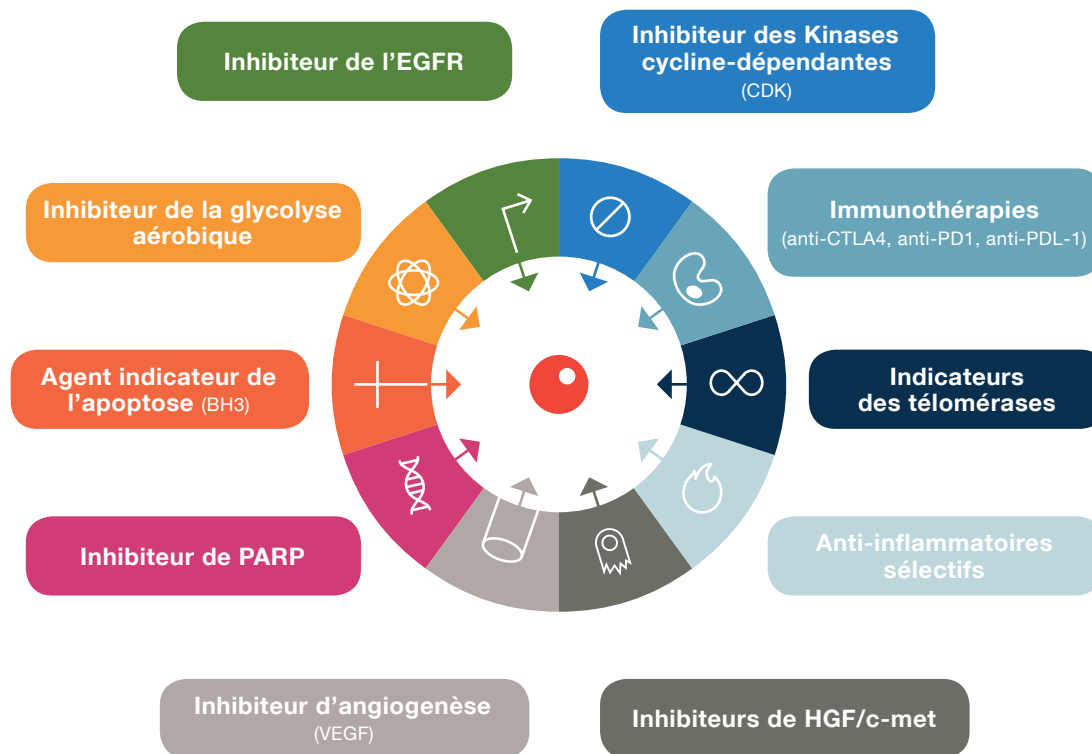 Inhibiteur de l'EGFR
Inhibiteur des Kinases
cycline-dépendantes
(CDK)
Inhibiteur de la glycolyse
aérobique
Immunothérapies
(anti-CTLA4, anti-PD1, anti-PDL-1)
Agent indicateur de
l'apoptose (BH3)
Indicateurs
des télomérases
Inhibiteur de PARP
Anti-inflammatoires
sélectifs
Inhibiteur d'angiogenèse
(VEGF)
Inhibiteurs de HGF/c-met